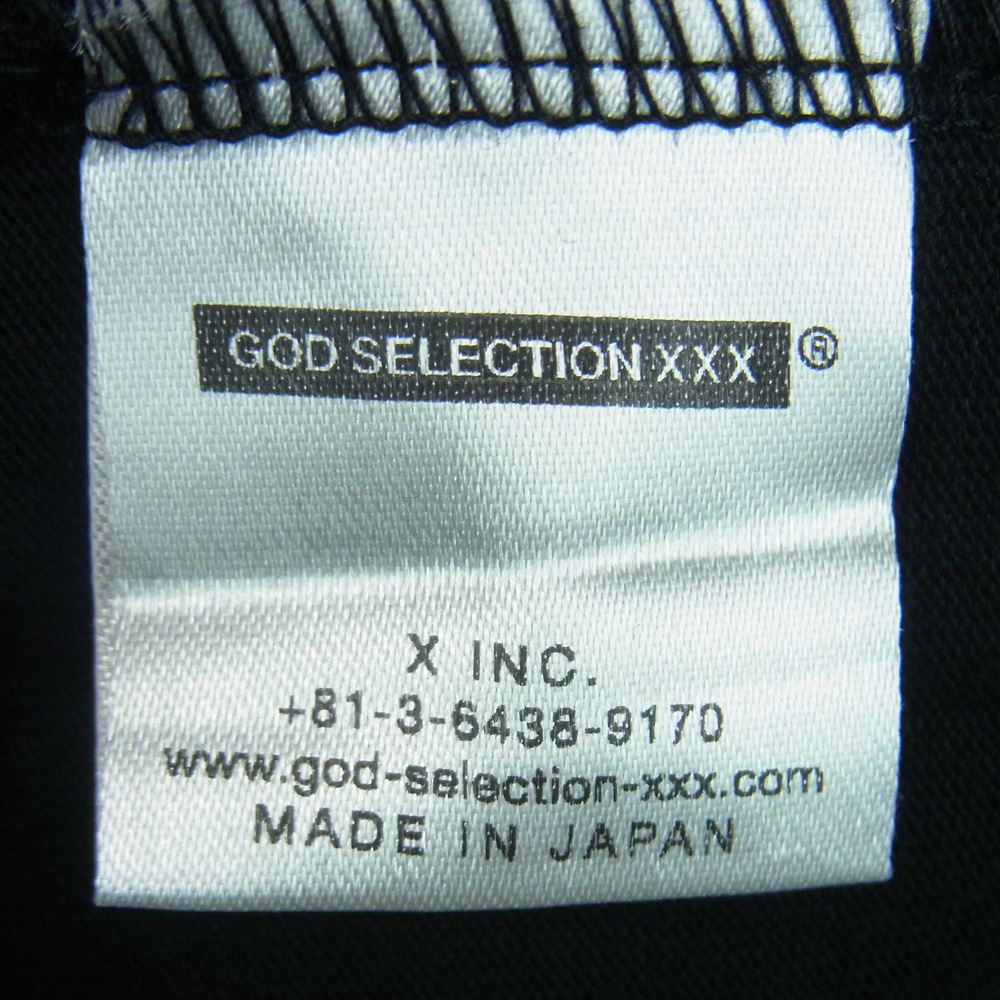 GOD SELECTION XXX ®
X INC.
+81-3-6438-9170
www.god-selection-xxx.com
MADE IN JAPAN